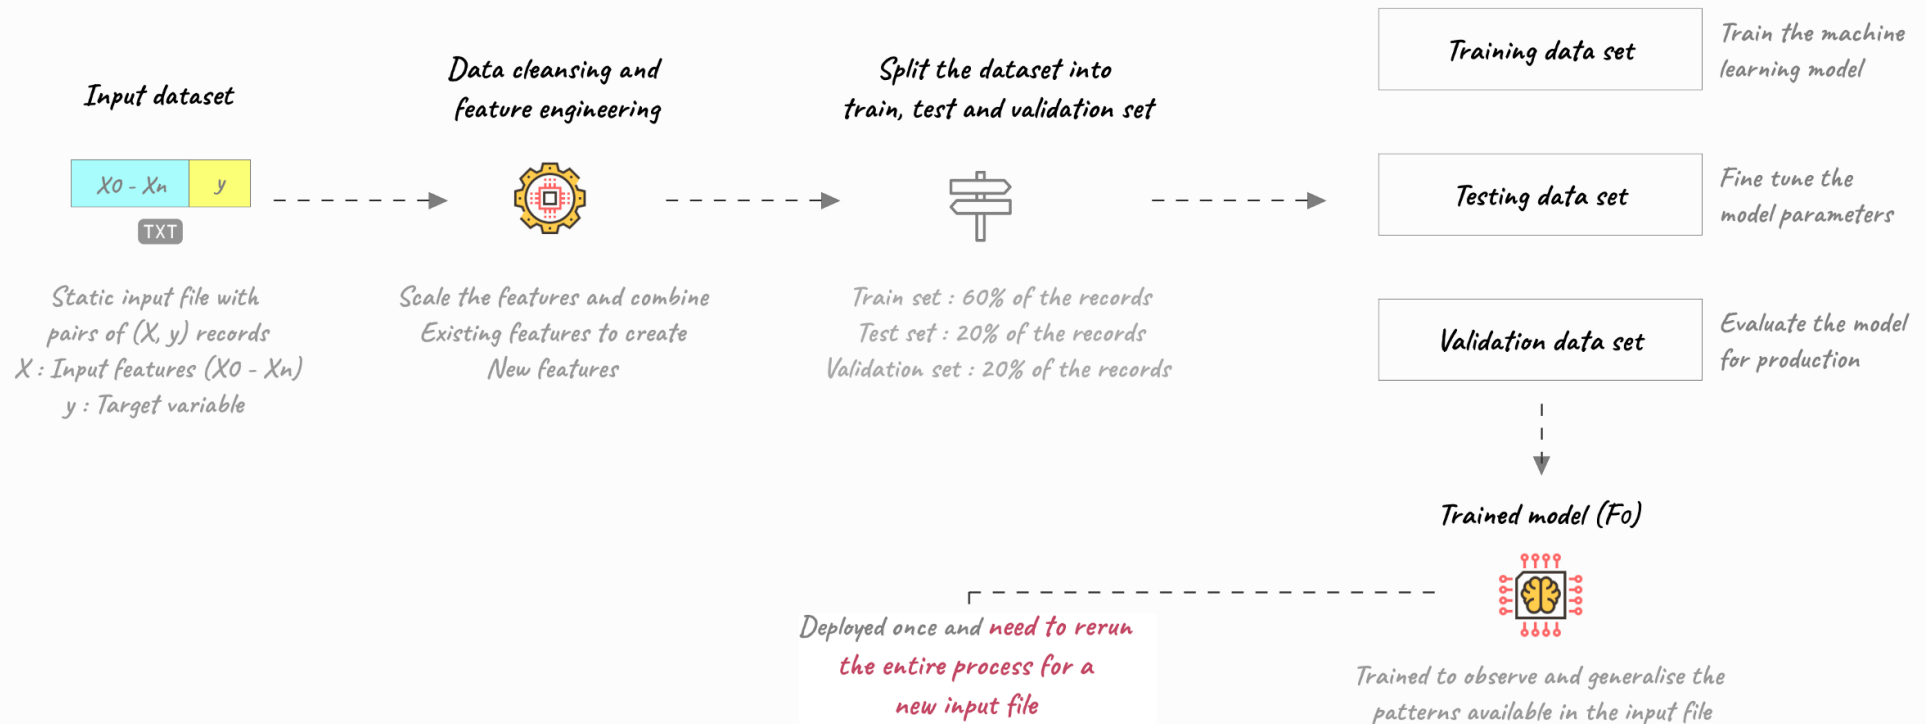 Input dataset
X0 - Xn
y
TXT
Static input file with
pairs of (X, y) records
X : Input features (X0 - Xn)
y : Target variable
Data cleansing and
feature engineering
Scale the features and combine
Existing features to create
New features
Split the dataset into
train, test and validation set
Train set : 60% of the records
Test set : 20% of the records
Validation set : 20% of the records
Training data set
Train the machine
learning model
Testing data set
Fine tune the
model parameters
Validation data set
Evaluate the model
for production
Trained model (F0)
Trained to observe and generalise the
patterns available in the input file
Deployed once and need to rerun
the entire process for a
new input file